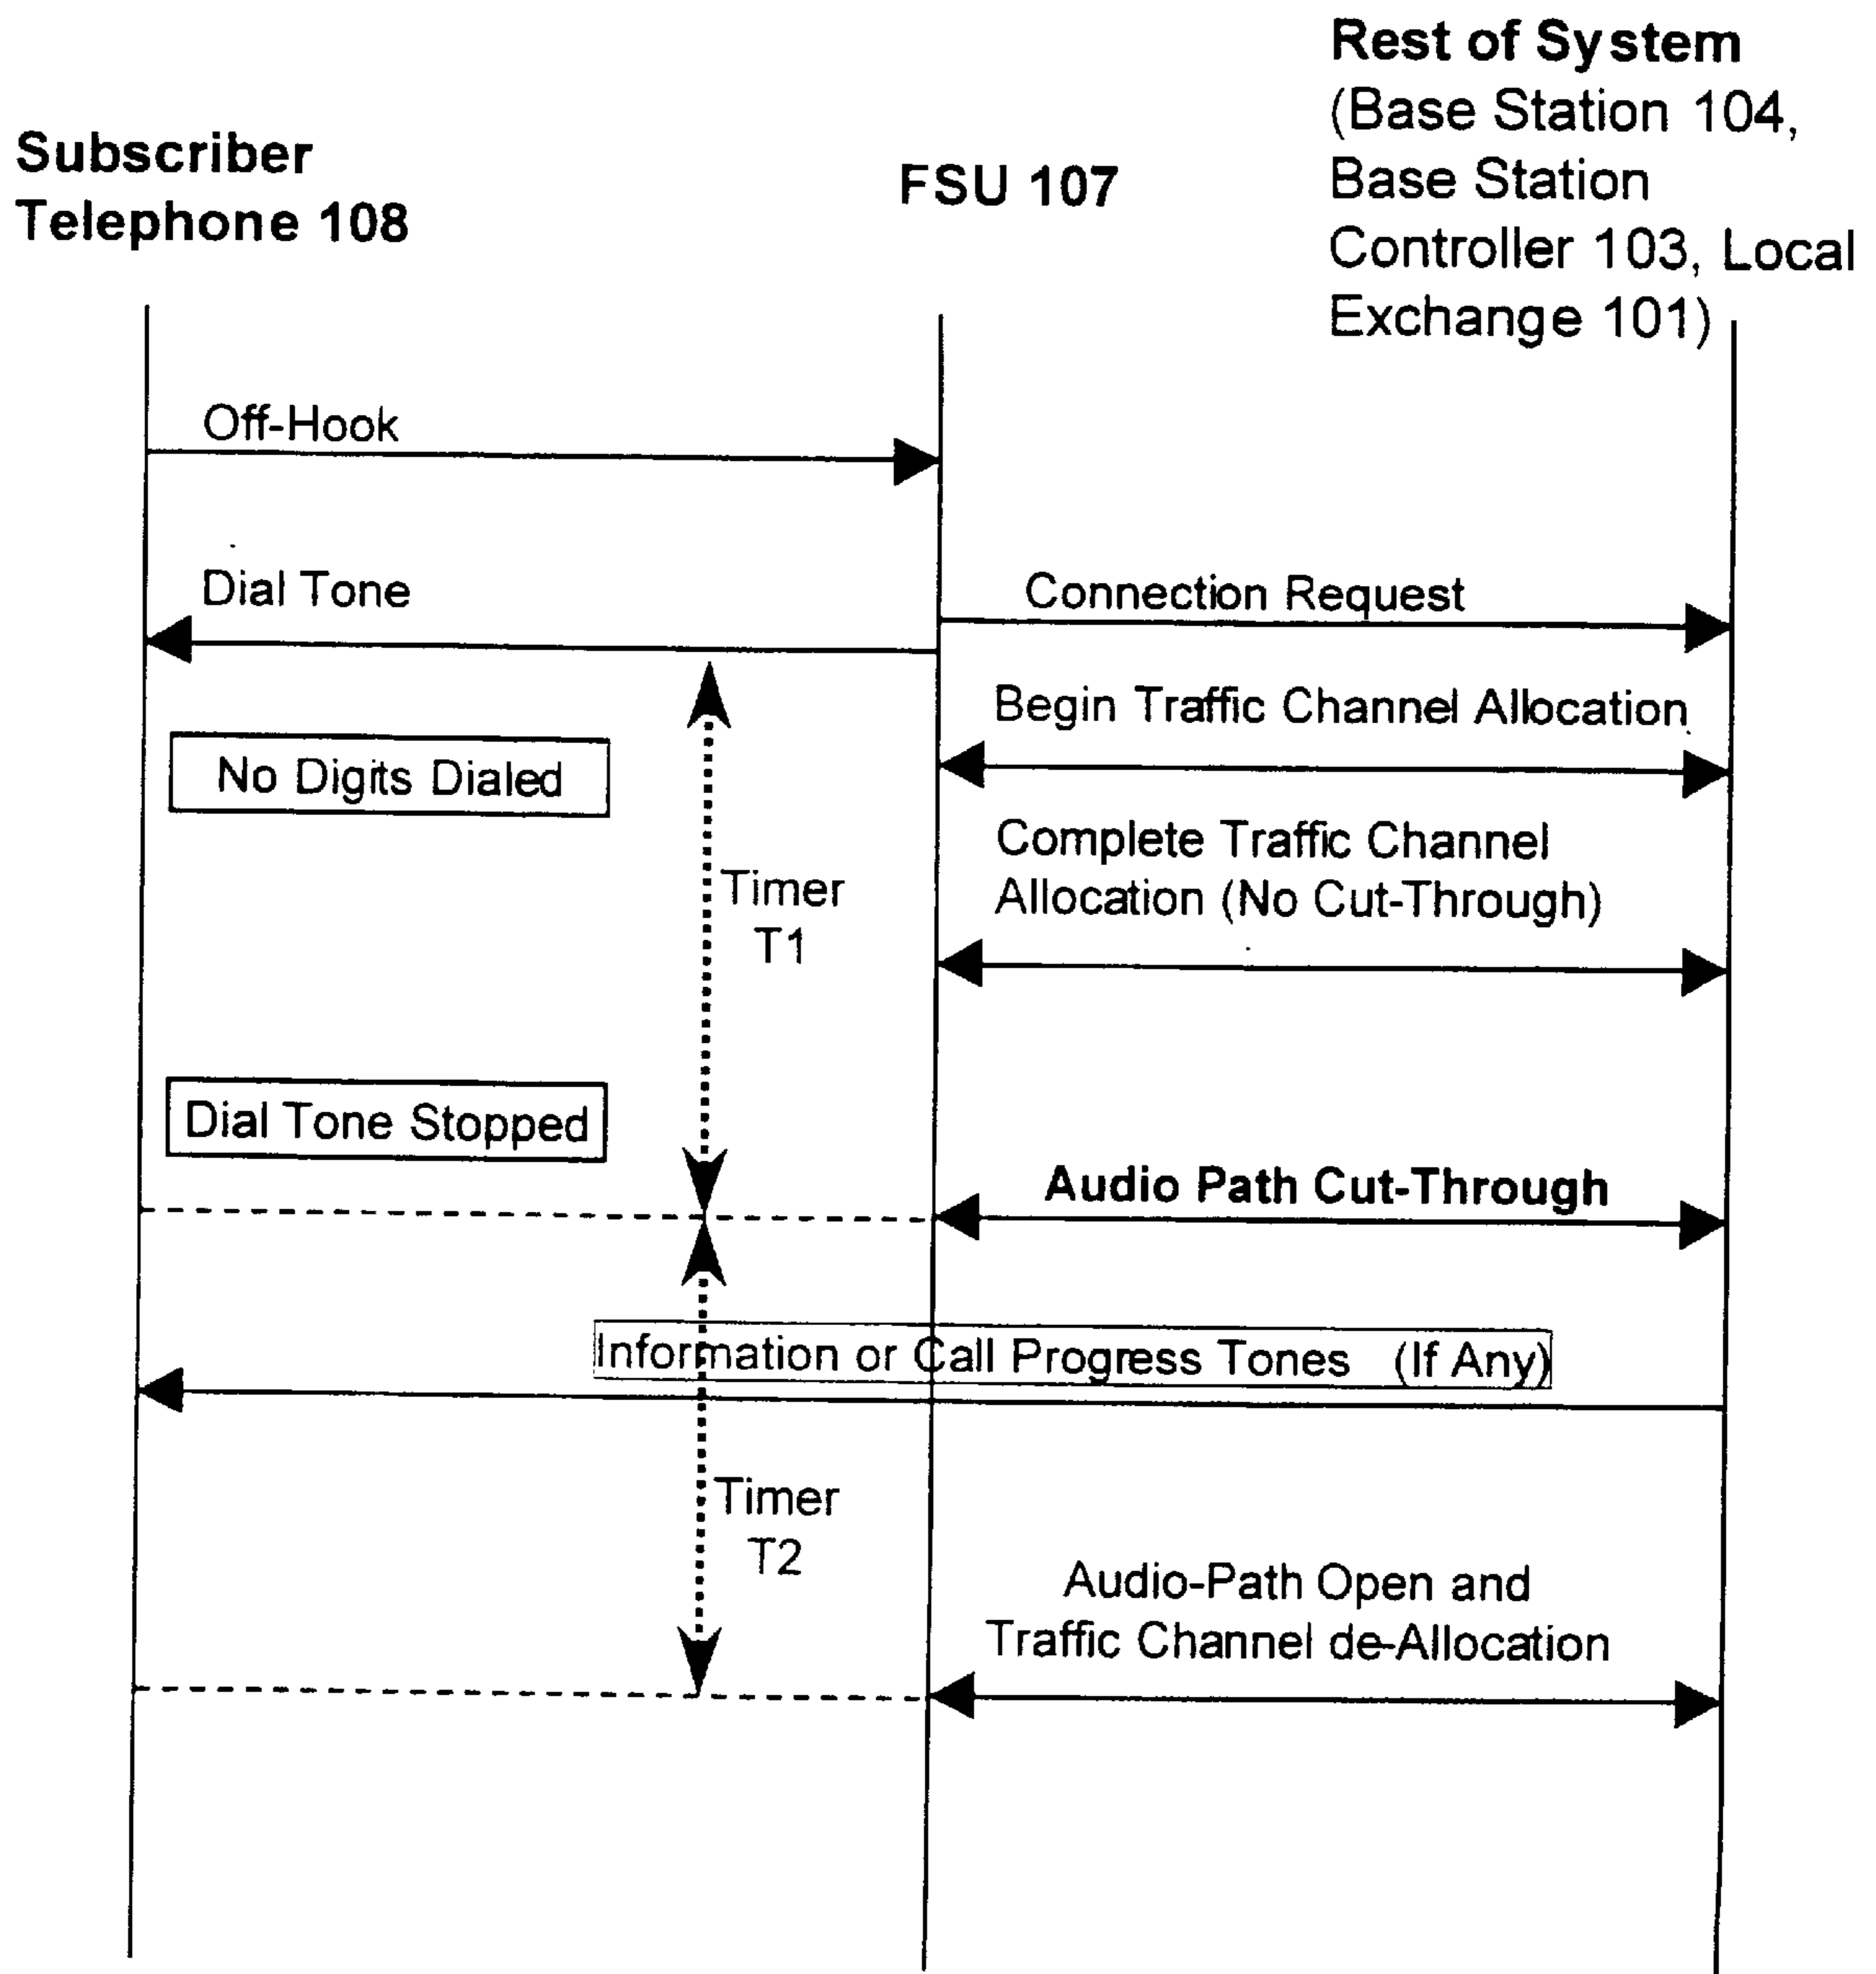 Rest of System
(Base Station 104,
Base Station
Controller 103, Local
Exchange 101)
Subscriber
Telephone 108
FSU 107
Off-Hook
Dial Tone
Connection Request
Begin Traffic Channel Allocation
No Digits Dialed
Complete Traffic Channel
Allocation (No Cut-Through)
Timer
T1
Dial Tone Stopped
Audio Path Cut-Through
Information or Call Progress Tones (If Any)
Timer
T2
Audio-Path Open and
Traffic Channel de-Allocation